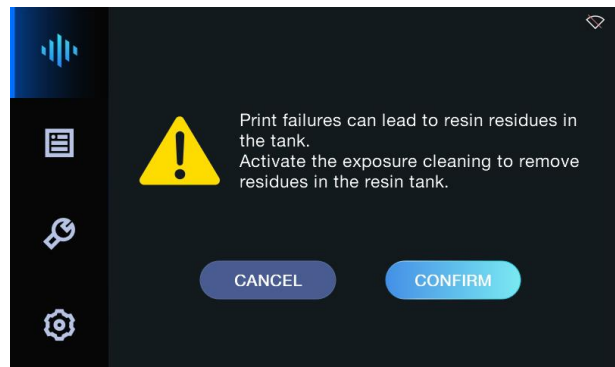 Print failures can lead to resin residues in
the tank.
Activate the exposure cleaning to remove
residues in the resin tank.
CANCEL
CONFIRM